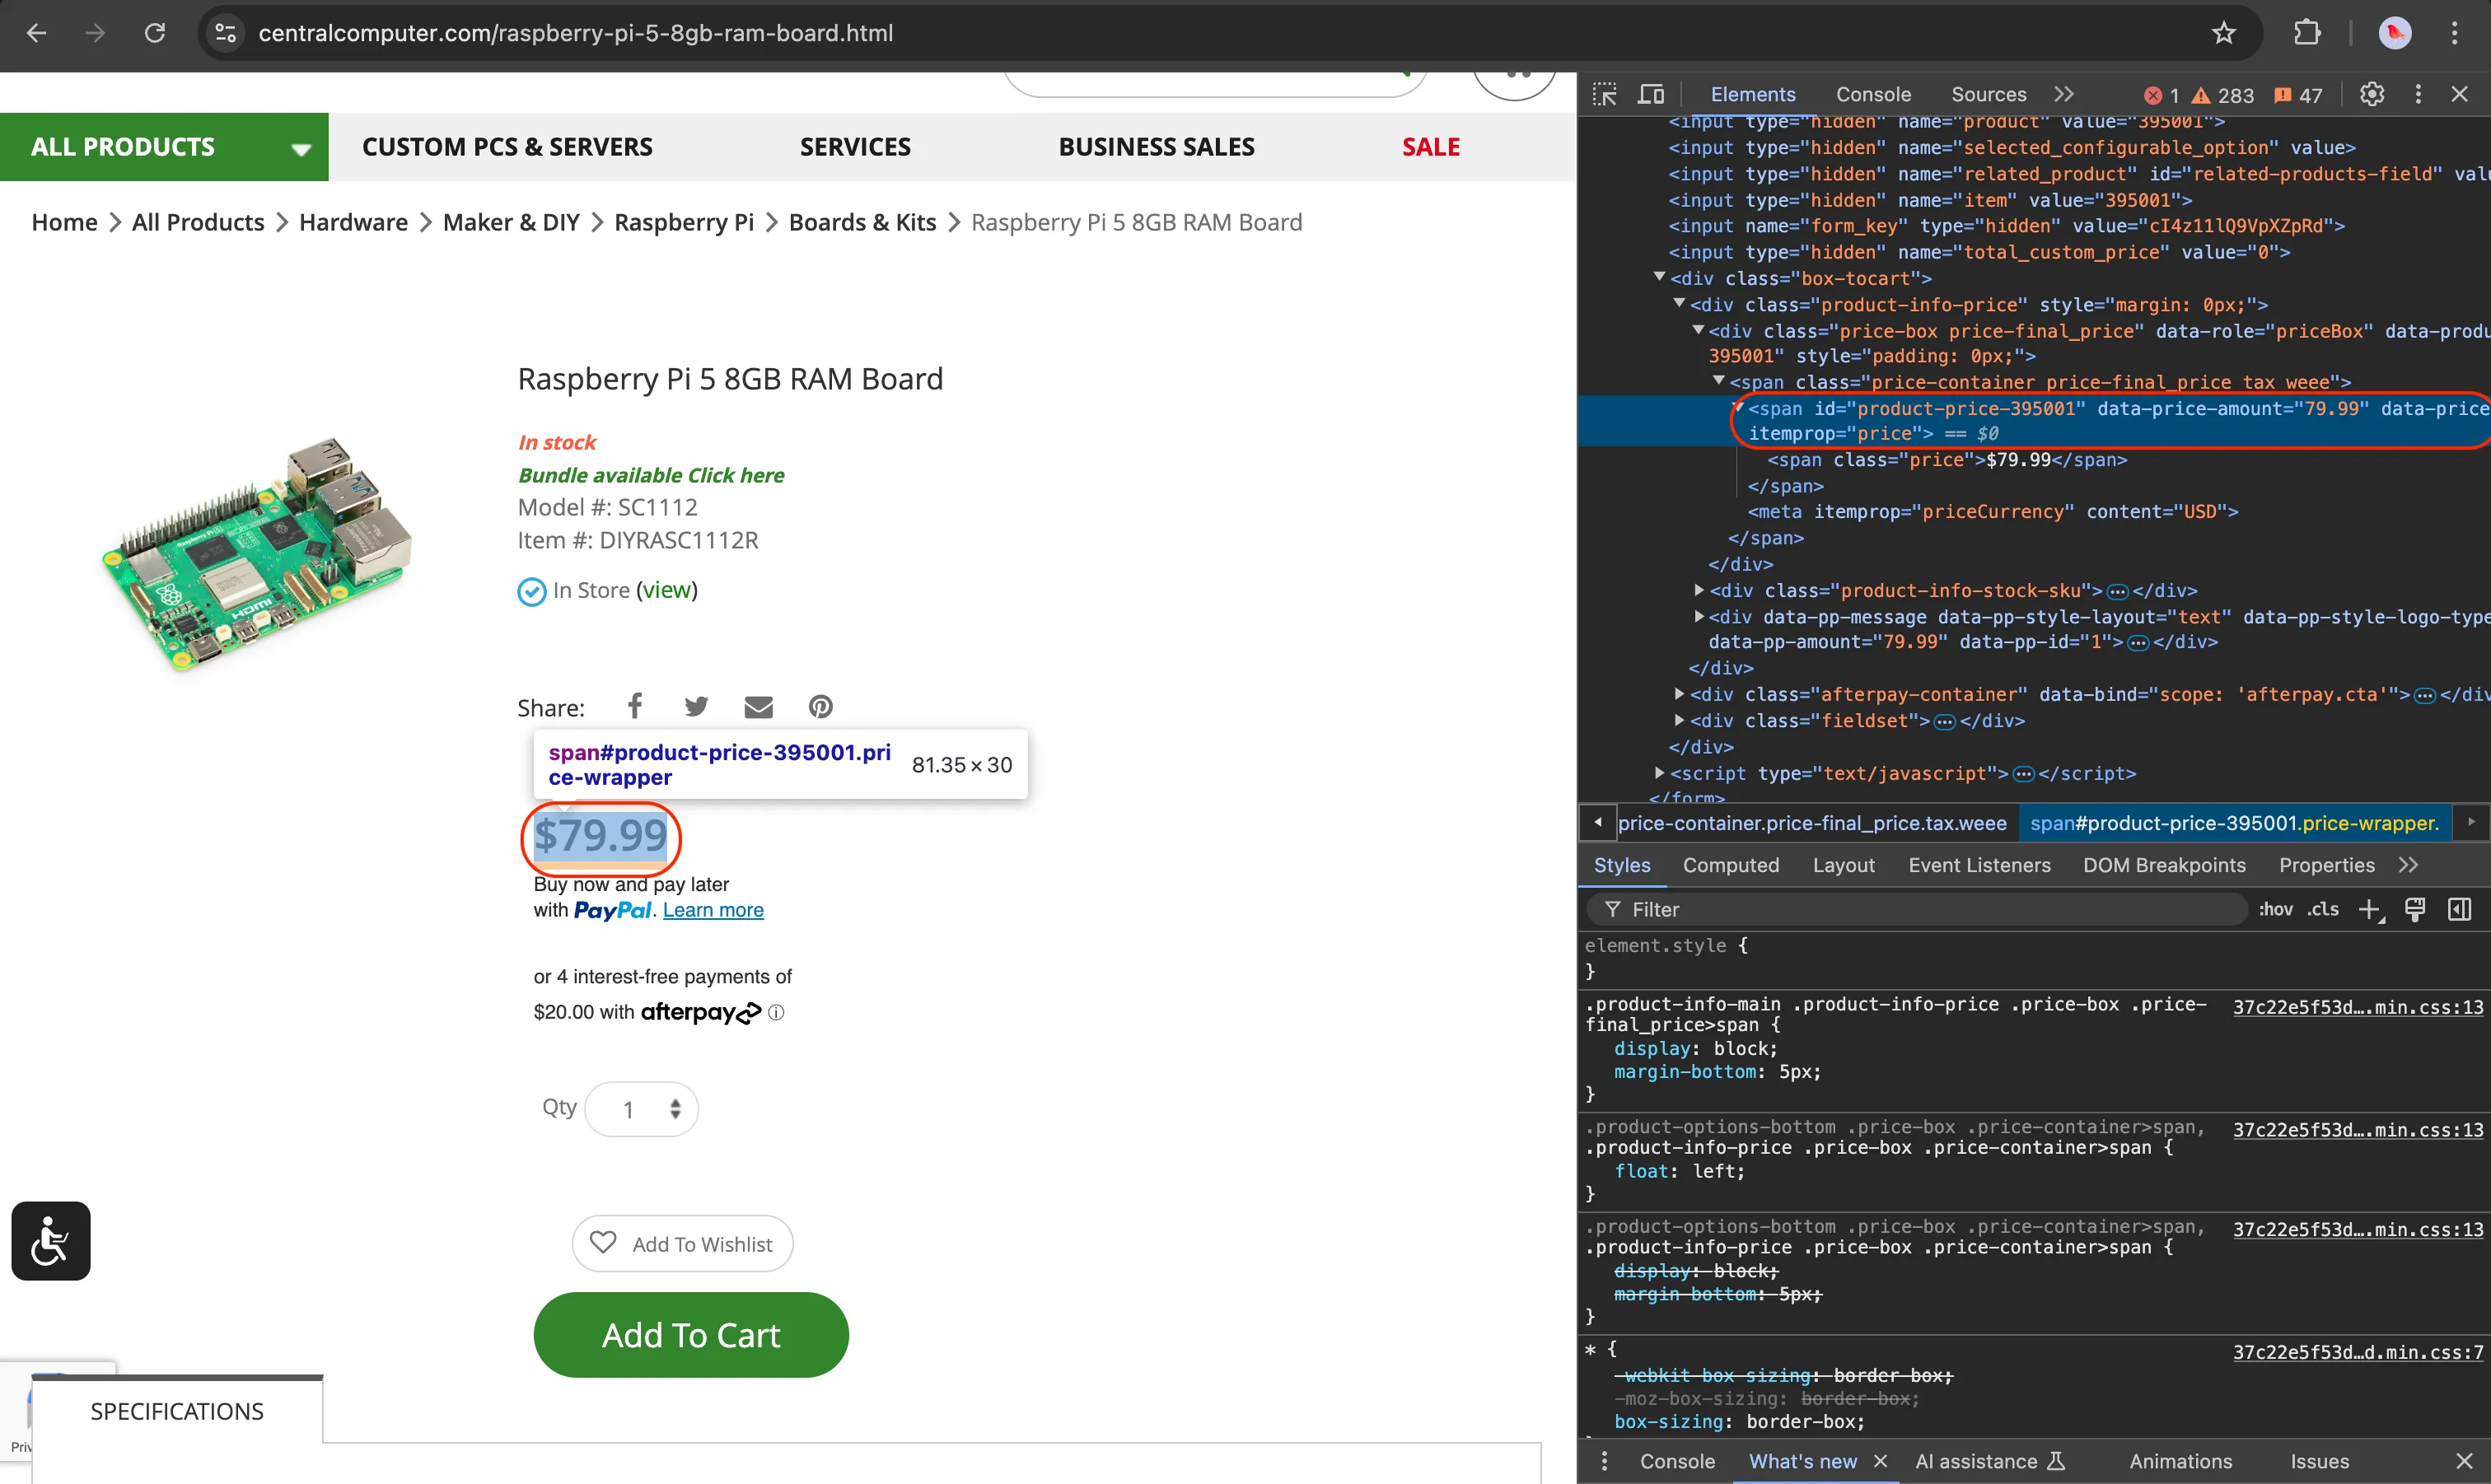 centralcomputer.com/raspberry-pi-5-8gb-ram-board.html
ALL PRODUCTS
CUSTOM PCS & SERVERS
SERVICES
BUSINESS SALES
SALE
Home > All Products > Hardware > Maker & DIY > Raspberry Pi > Boards & Kits > Raspberry Pi 5 8GB RAM Board
Raspberry Pi 5 8GB RAM Board
In stock
Bundle available Click here
Model #: SC1112
Item #: DIYRASC1112R
In Store (view)
Share:
span#product-price-395001.pri
ce-wrapper
81.35 × 30
$79.99
Buy now and pay later
with PayPal. Learn more
or 4 interest-free payments of
$20.00 with afterpay
Qty 1
Add To Wishlist
Add To Cart
SPECIFICATIONS
HDMI
Elements Console Sources 1 283 47
<input type="hidden" name="product" value="395001">
<input type="hidden" name="selected_configurable_option" value>
<input type="hidden" name="related_product" id="related-products-field" valu
<input type="hidden" name="item" value="395001">
<input name="form_key" type="hidden" value="cI4z11lQ9VpXZpRd">
<input type="hidden" name="total_custom_price" value="0">
<div class="box-tocart">
<div class="product-info-price" style="margin: 0px;">
<div class="price-box price-final_price" data-role="priceBox" data-produ
395001" style="padding: 0px;">
<span class="price-container price-final_price tax weee">
<span id="product-price-395001" data-price-amount="79.99" data-price
itemprop="price"> == $0
<span class="price">$79.99</span>
</span>
<meta itemprop="priceCurrency" content="USD">
</span>
</div>
<div class="product-info-stock-sku">…</div>
<div data-pp-message data-pp-style-layout="text" data-pp-style-logo-type
data-pp-amount="79.99" data-pp-id="1">…</div>
</div>
<div class="afterpay-container" data-bind="scope: 'afterpay.cta'">…</div
<div class="fieldset">…</div>
</div>
<script type="text/javascript">…</script>
</form>
price-container.price-final_price.tax.weee span#product-price-395001.price-wrapper.
Styles Computed Layout Event Listeners DOM Breakpoints Properties
Filter :hov .cls
element.style {
}
.product-info-main .product-info-price .price-box .price- 37c22e5f53d….min.css:13
final_price>span {
display: block;
margin-bottom: 5px;
}
.product-options-bottom .price-box .price-container>span, 37c22e5f53d….min.css:13
.product-info-price .price-box .price-container>span {
float: left;
}
.product-options-bottom .price-box .price-container>span, 37c22e5f53d….min.css:13
.product-info-price .price-box .price-container>span {
display: block;
margin-bottom: 5px;
}
* { 37c22e5f53d…d.min.css:7
-webkit-box-sizing: border-box;
-moz-box-sizing: border-box;
box-sizing: border-box;
Console What's new AI assistance Animations Issues